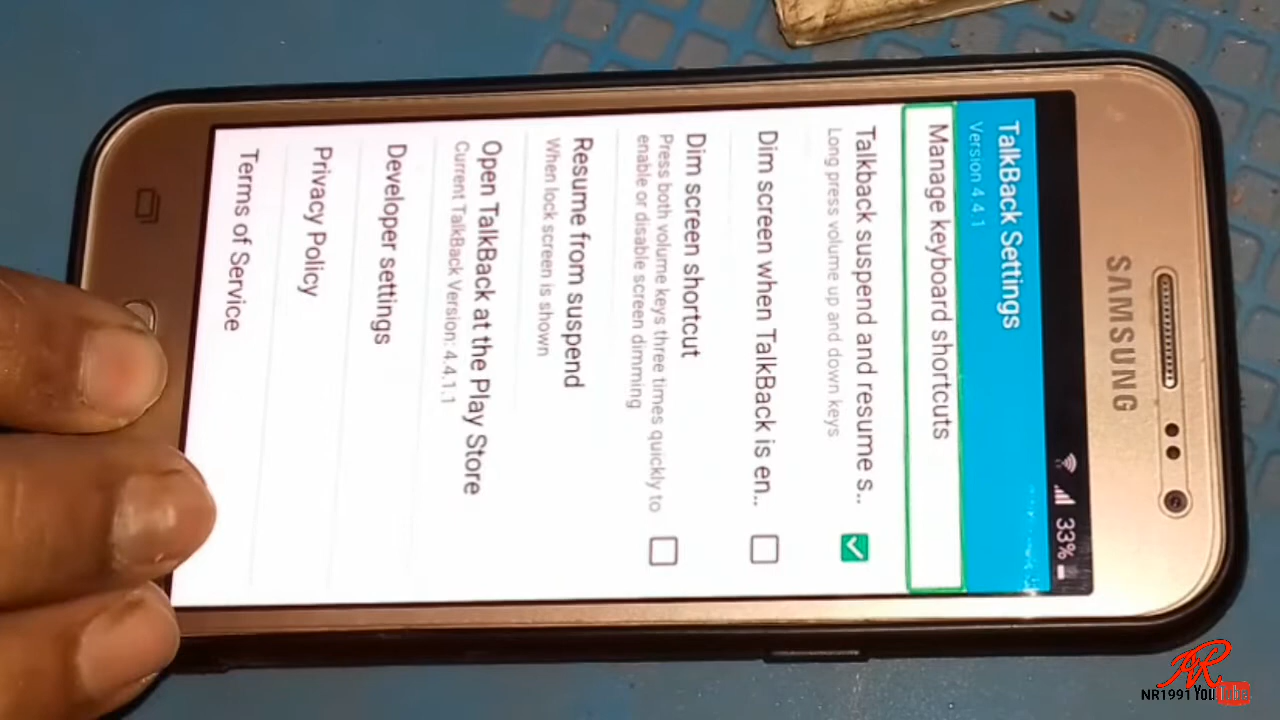 SAMSUNG
33%
TalkBack Settings
Version 4.4.1
Manage keyboard shortcuts
Talkback suspend and resume s..
Long press volume up and down keys
Dim screen when TalkBack is en..
Dim screen shortcut
Press both volume keys three times quickly to
enable or disable screen dimming
Resume from suspend
When lock screen is shown
Open TalkBack at the Play Store
Current TalkBack Version: 4.4.1.1
Developer settings
Privacy Policy
Terms of Service
NR
NR1991 YouTube